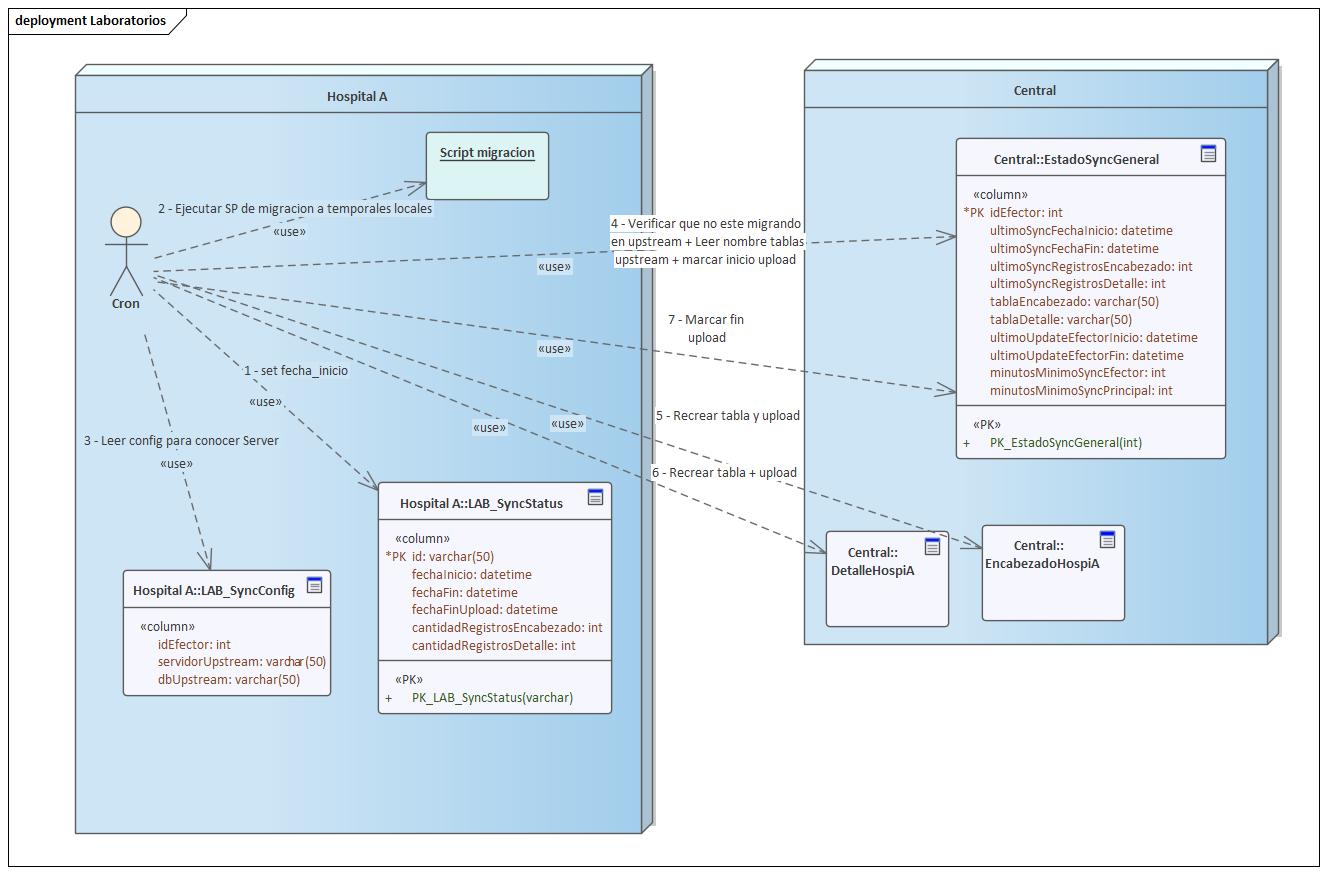 deployment Laboratorios
Hospital A
Script migracion
2 - Ejecutar SP de migracion a temporales locales
«use»
Cron
4 - Verificar que no este migrando
en upstream + Leer nombre tablas
upstream + marcar inicio upload
«use»
7 - Marcar fin
upload
«use»
1 - set fecha_inicio
«use»
5 - Recrear tabla y upload
«use»
6 - Recrear tabla + upload
«use»
3 - Leer config para conocer Server
«use»
Hospital A::LAB_SyncStatus
«column»
*PK id: varchar(50)
fechaInicio: datetime
fechaFin: datetime
fechaFinUpload: datetime
cantidadRegistrosEncabezado: int
cantidadRegistrosDetalle: int
«PK»
+ PK_LAB_SyncStatus(varchar)
Hospital A::LAB_SyncConfig
«column»
idEfector: int
servidorUpstream: varchar(50)
dbUpstream: varchar(50)
Central
Central::EstadoSyncGeneral
«column»
*PK idEfector: int
ultimoSyncFechaInicio: datetime
ultimoSyncFechaFin: datetime
ultimoSyncRegistrosEncabezado: int
ultimoSyncRegistrosDetalle: int
tablaEncabezado: varchar(50)
tablaDetalle: varchar(50)
ultimoUpdateEfectorInicio: datetime
ultimoUpdateEfectorFin: datetime
minutosMinimoSyncEfector: int
minutosMinimoSyncPrincipal: int
«PK»
+ PK_EstadoSyncGeneral(int)
Central::
DetalleHospiA
Central::
EncabezadoHospiA